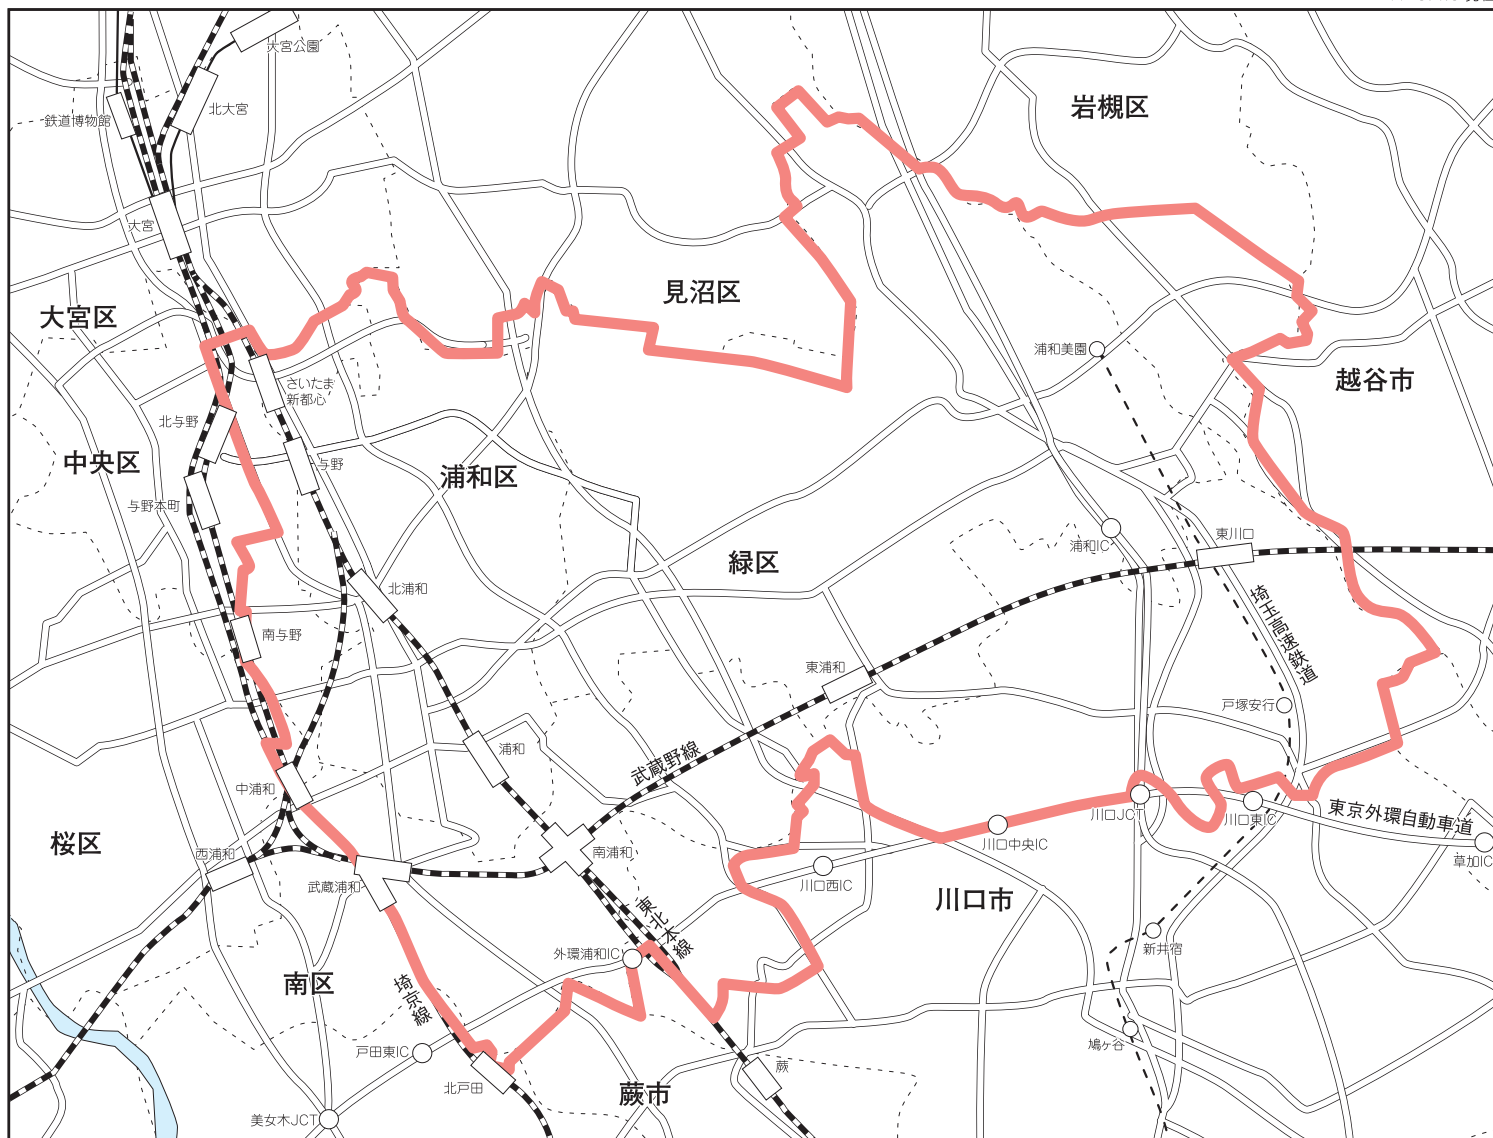 大宮公園
北大宮
鉄道博物館
岩槻区
大宮
見沼区
大宮区
浦和美園
越谷市
さいたま
新都心
北与野
中央区
与野
浦和区
与野本町
東川口
浦和IC
緑区
北浦和
埼玉高速鉄道
南与野
東浦和
戸塚安行
浦和
武蔵野線
中浦和
川口JCT
川口東IC
東京外環自動車道
桜区
西浦和
南浦和
川口中央IC
草加IC
武蔵浦和
川口西IC
川口市
東北本線
新井宿
外環浦和IC
南区
埼京線
戸田東IC
鳩ヶ谷
蕨
北戸田
蕨市
美女木JCT